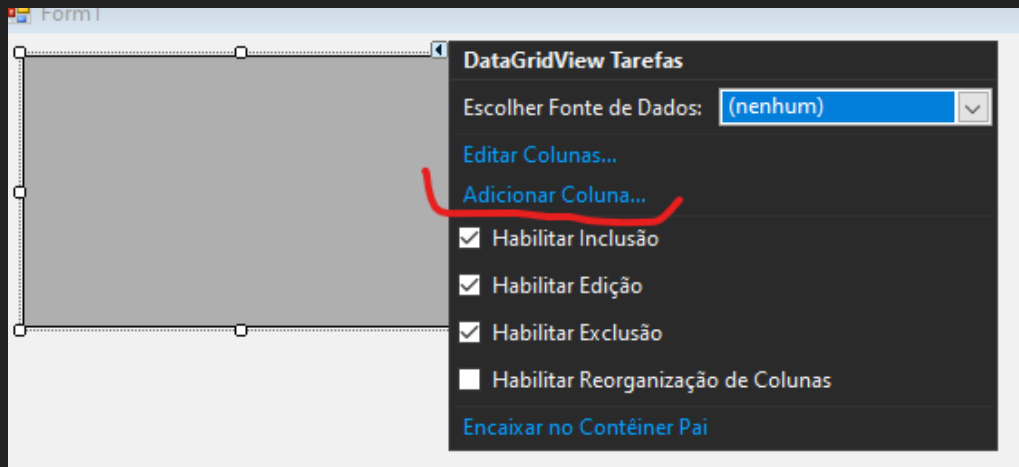 Form1
DataGridView Tarefas
Escolher Fonte de Dados: (nenhum)
Editar Colunas...
Adicionar Coluna...
Habilitar Inclusão
Habilitar Edição
Habilitar Exclusão
Habilitar Reorganização de Colunas
Encaixar no Contêiner Pai